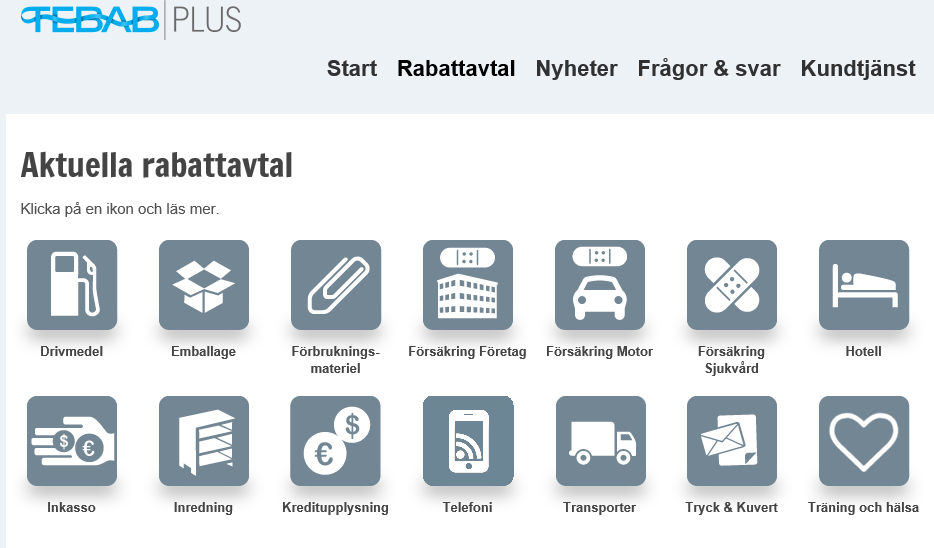 TEBAB PLUS
Start Rabattavtal Nyheter Frågor & svar Kundtjänst
Aktuella rabattavtal
Klicka på en ikon och läs mer.
$
€
Drivmedel
Emballage
Förbruknings-
materiel
Försäkring Företag
Försäkring Motor
Försäkring
Sjukvård
Hotell
$ €
Inkasso
Inredning
Kreditupplysning
Telefoni
Transporter
Tryck & Kuvert
Träning och hälsa